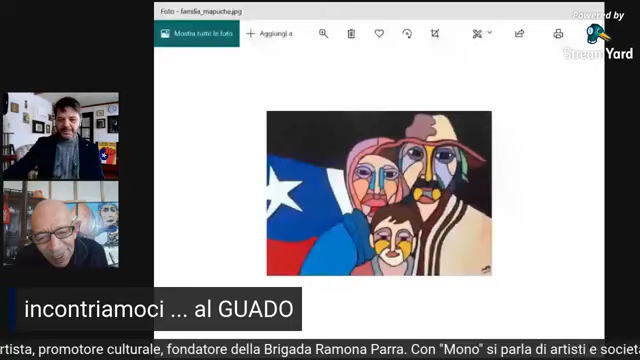 Foto - familia_mapuche.jpg
Mostra tutte le foto
Aggiungi a
Powered by
StreamYard
incontriamoci ... al GUADO
rtista, promotore culturale, fondatore della Brigada Ramona Parra. Con "Mono" si parla di artisti e societa